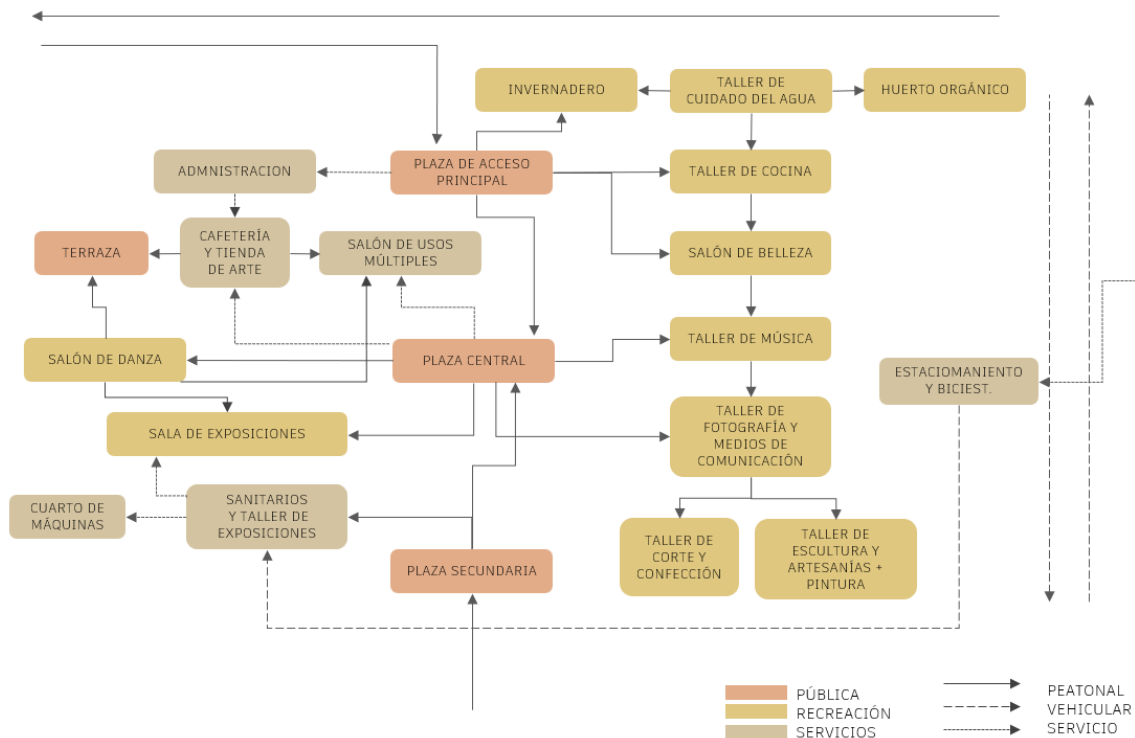 INVERNADERO
TALLER DE
CUIDADO DEL AGUA
HUERTO ORGÁNICO
ADMNISTRACION
PLAZA DE ACCESO
PRINCIPAL
TALLER DE COCINA
TERRAZA
CAFETERÍA
Y TIENDA
DE ARTE
SALÓN DE USOS
MÚLTIPLES
SALÓN DE BELLEZA
SALÓN DE DANZA
PLAZA CENTRAL
TALLER DE MÚSICA
ESTACIOMANIENTO
Y BICIEST.
SALA DE EXPOSICIONES
TALLER DE
FOTOGRAFÍA Y
MEDIOS DE
COMUNICACIÓN
CUARTO DE
MÁQUINAS
SANITARIOS
Y TALLER DE
EXPOSICIONES
PLAZA SECUNDARIA
TALLER DE
CORTE Y
CONFECCIÓN
TALLER DE
ESCULTURA Y
ARTESANÍAS +
PINTURA
PÚBLICA
RECREACIÓN
SERVICIOS
PEATONAL
VEHICULAR
SERVICIO